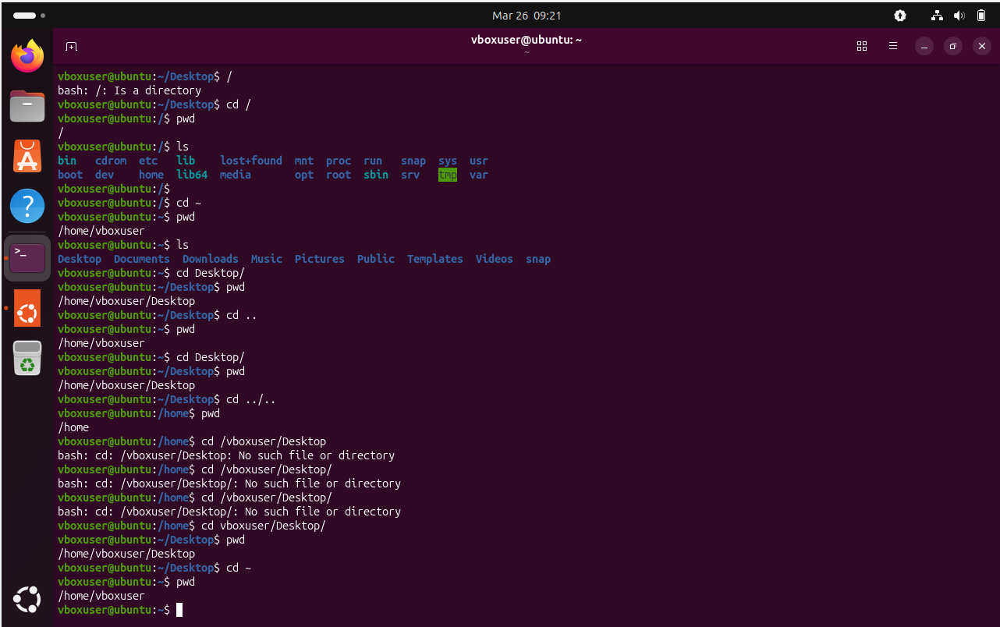 Mar 26 09:21
vboxuser@ubuntu: ~
~
vboxuser@ubuntu:~/Desktop$ /
bash: /: Is a directory
vboxuser@ubuntu:~/Desktop$ cd /
vboxuser@ubuntu:/$ pwd
/
vboxuser@ubuntu:/$ ls
bin cdrom etc lib lost+found mnt proc run snap sys usr
boot dev home lib64 media opt root sbin srv tmp var
vboxuser@ubuntu:/$
vboxuser@ubuntu:/$ cd ~
vboxuser@ubuntu:~$ pwd
/home/vboxuser
vboxuser@ubuntu:~$ ls
Desktop Documents Downloads Music Pictures Public Templates Videos snap
vboxuser@ubuntu:~$ cd Desktop/
vboxuser@ubuntu:~/Desktop$ pwd
/home/vboxuser/Desktop
vboxuser@ubuntu:~/Desktop$ cd ..
vboxuser@ubuntu:~$ pwd
/home/vboxuser
vboxuser@ubuntu:~$ cd Desktop/
vboxuser@ubuntu:~/Desktop$ pwd
/home/vboxuser/Desktop
vboxuser@ubuntu:~/Desktop$ cd ../..
vboxuser@ubuntu:/home$ pwd
/home
vboxuser@ubuntu:/home$ cd /vboxuser/Desktop
bash: cd: /vboxuser/Desktop: No such file or directory
vboxuser@ubuntu:/home$ cd /vboxuser/Desktop/
bash: cd: /vboxuser/Desktop/: No such file or directory
vboxuser@ubuntu:/home$ cd /vboxuser/Desktop/
bash: cd: /vboxuser/Desktop/: No such file or directory
vboxuser@ubuntu:/home$ cd vboxuser/Desktop/
vboxuser@ubuntu:~/Desktop$ pwd
/home/vboxuser/Desktop
vboxuser@ubuntu:~/Desktop$ cd ~
vboxuser@ubuntu:~$ pwd
/home/vboxuser
vboxuser@ubuntu:~$